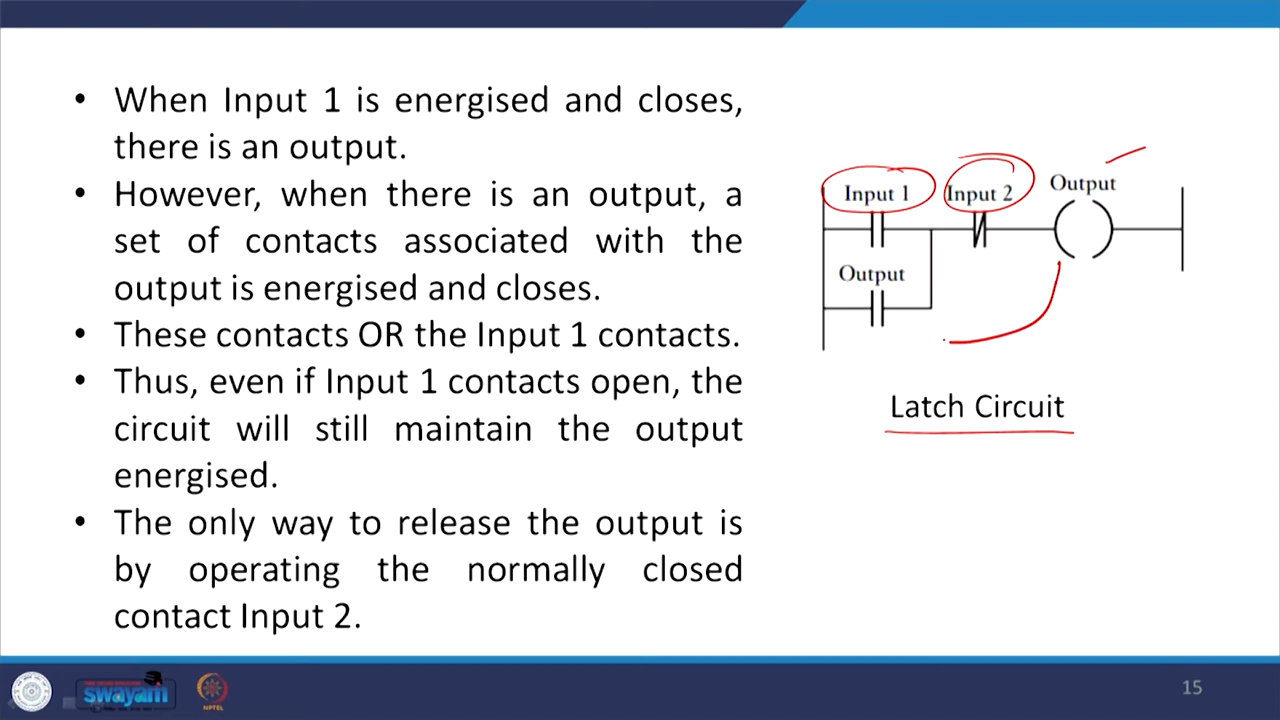 • When Input 1 is energised and closes,
there is an output.
• However, when there is an output, a
set of contacts associated with the
output is energised and closes.
• These contacts OR the Input 1 contacts.
• Thus, even if Input 1 contacts open, the
circuit will still maintain the output
energised.
• The only way to release the output is
by operating the normally closed
contact Input 2.
Input 1
Input 2
Output
Output
Latch Circuit
swayam
NPTEL
15